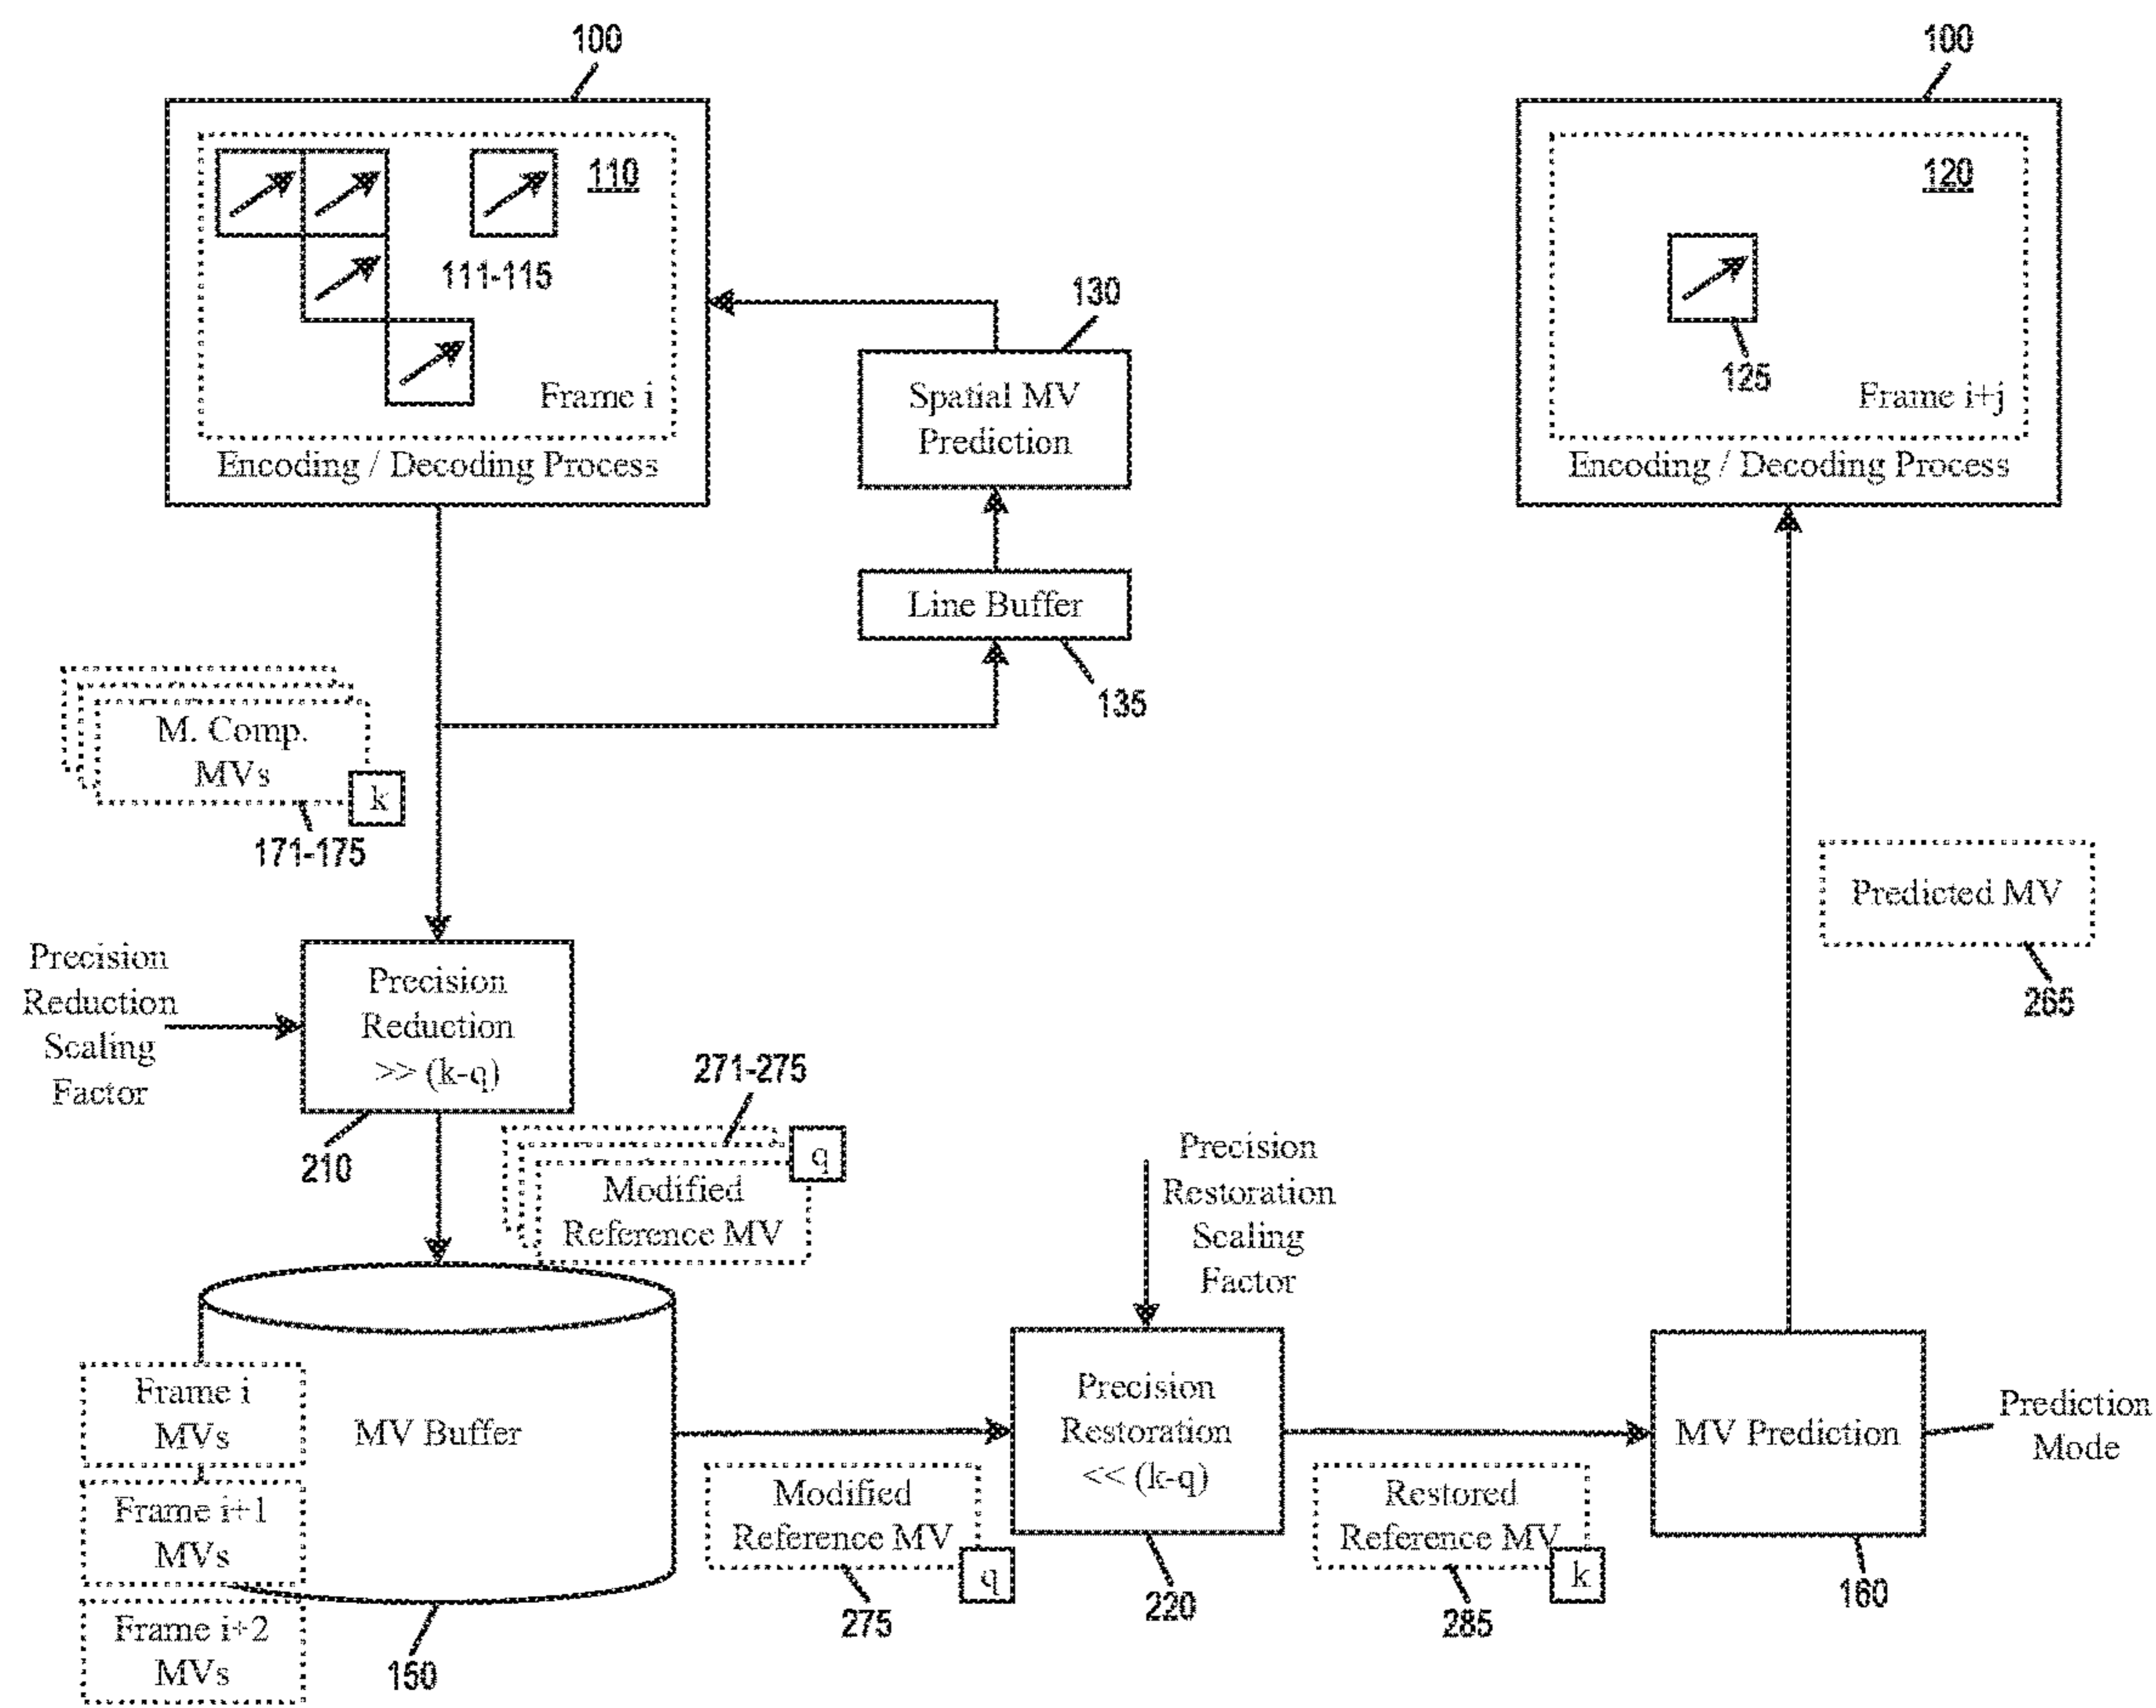 100
100
110
111-115
Frame i
Encoding / Decoding Process
130
Spatial MV
Prediction
Line Buffer
135
120
125
Frame i+j
Encoding / Decoding Process
M. Comp.
MVs
k
171-175
Predicted MV
265
Precision
Reduction
Scaling
Factor
Precision
Reduction
>> (k-q)
210
271-275
q
Modified
Reference MV
Precision
Restoration
Scaling
Factor
Frame i
MVs
Frame i+1
MVs
Frame i+2
MVs
MV Buffer
150
Modified
Reference MV
q
275
Precision
Restoration
<< (k-q)
220
Restored
Reference MV
k
285
MV Prediction
160
Prediction
Mode